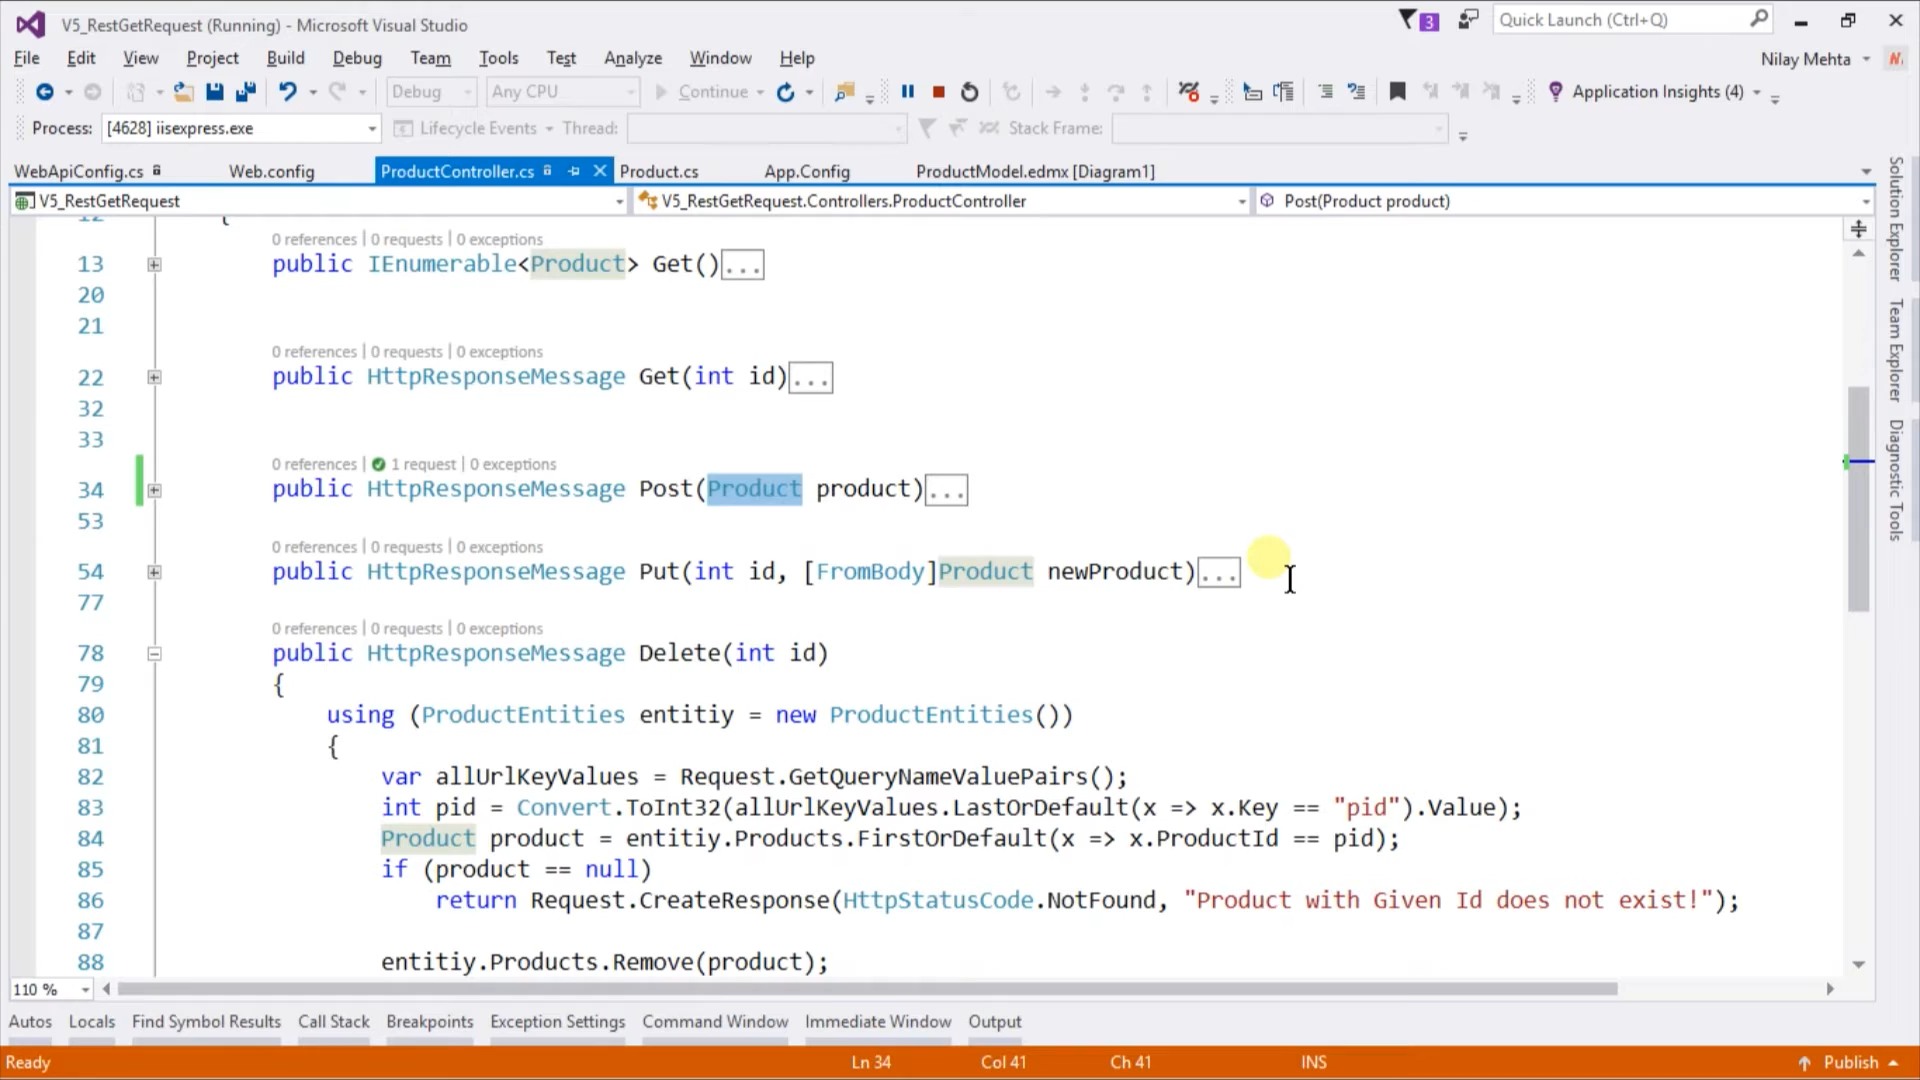 V5_RestGetRequest (Running) - Microsoft Visual Studio
3
Quick Launch (Ctrl+Q)
File Edit View Project Build Debug Team Tools Test Analyze Window Help
Nilay Mehta
N
Debug Any CPU Continue Application Insights (4)
Process: [4628] iisexpress.exe Lifecycle Events Thread: Stack Frame:
WebApiConfig.cs Web.config ProductController.cs Product.cs App.Config ProductModel.edmx [Diagram1]
V5_RestGetRequest V5_RestGetRequest.Controllers.ProductController Post(Product product)
12 {
0 references | 0 requests | 0 exceptions
13 public IEnumerable<Product> Get()...
20
21
0 references | 0 requests | 0 exceptions
22 public HttpResponseMessage Get(int id)...
32
33
0 references | 1 request | 0 exceptions
34 public HttpResponseMessage Post(Product product)...
53
0 references | 0 requests | 0 exceptions
54 public HttpResponseMessage Put(int id, [FromBody]Product newProduct)...
77
0 references | 0 requests | 0 exceptions
78 public HttpResponseMessage Delete(int id)
79 {
80 using (ProductEntities entitiy = new ProductEntities())
81 {
82 var allUrlKeyValues = Request.GetQueryNameValuePairs();
83 int pid = Convert.ToInt32(allUrlKeyValues.LastOrDefault(x => x.Key == "pid").Value);
84 Product product = entitiy.Products.FirstOrDefault(x => x.ProductId == pid);
85 if (product == null)
86 return Request.CreateResponse(HttpStatusCode.NotFound, "Product with Given Id does not exist!");
87
88 entitiy.Products.Remove(product);
Solution Explorer
Team Explorer
Diagnostic Tools
110 %
Autos Locals Find Symbol Results Call Stack Breakpoints Exception Settings Command Window Immediate Window Output
Ready Ln 34 Col 41 Ch 41 INS Publish